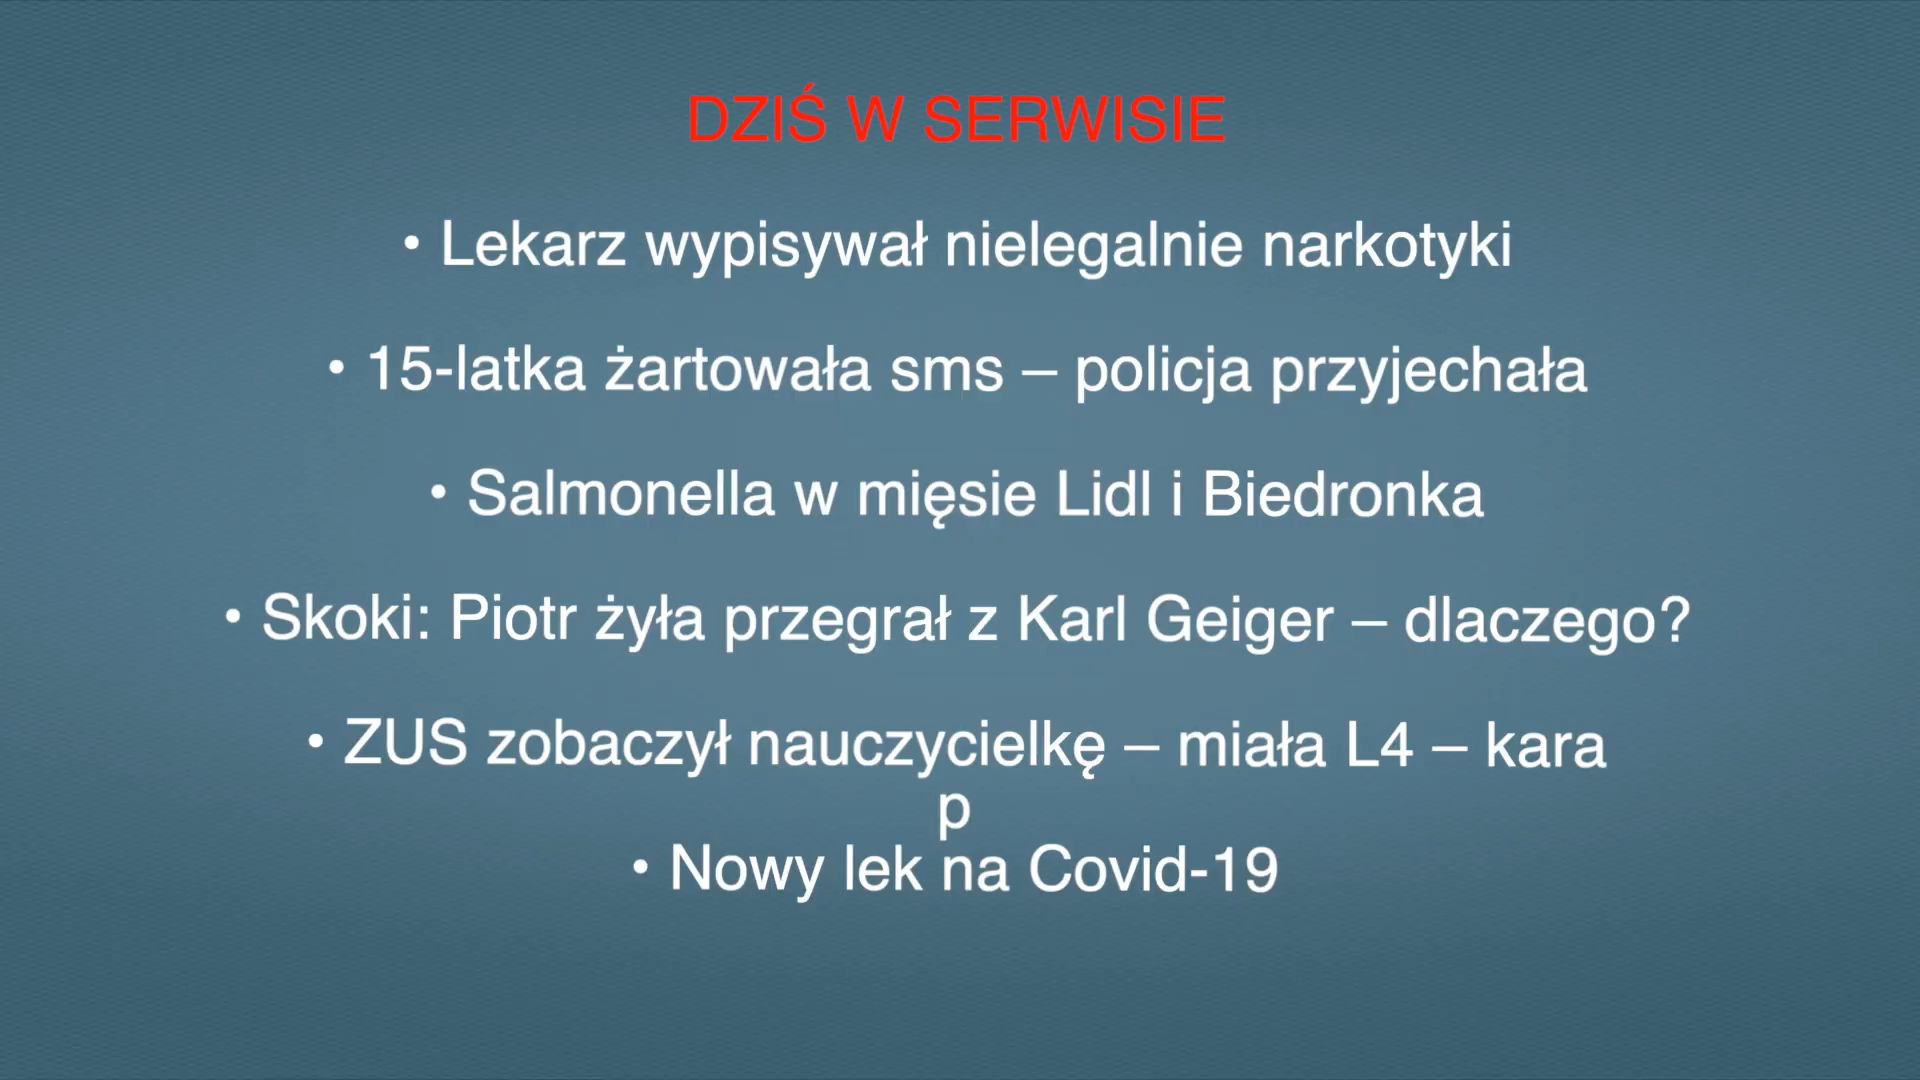 DZIŚ W SERWISIE
• Lekarz wypisywał nielegalnie narkotyki
• 15-latka żartowała sms – policja przyjechała
• Salmonella w mięsie Lidl i Biedronka
• Skoki: Piotr żyła przegrał z Karl Geiger – dlaczego?
• ZUS zobaczył nauczycielkę – miała L4 – kara
p
• Nowy lek na Covid-19